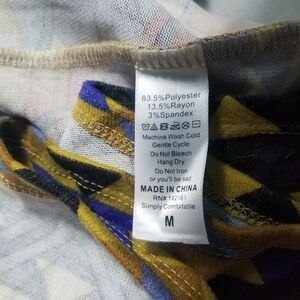 83.5%Polyester
13.5%Rayon
3%Spandex
Machine Wash Cold
Gentle Cycle
Do Not Bleach
Hang Dry
Do Not Iron
or you'll be sad
MADE IN CHINA
RN# 142161
Simply Comfortable
M